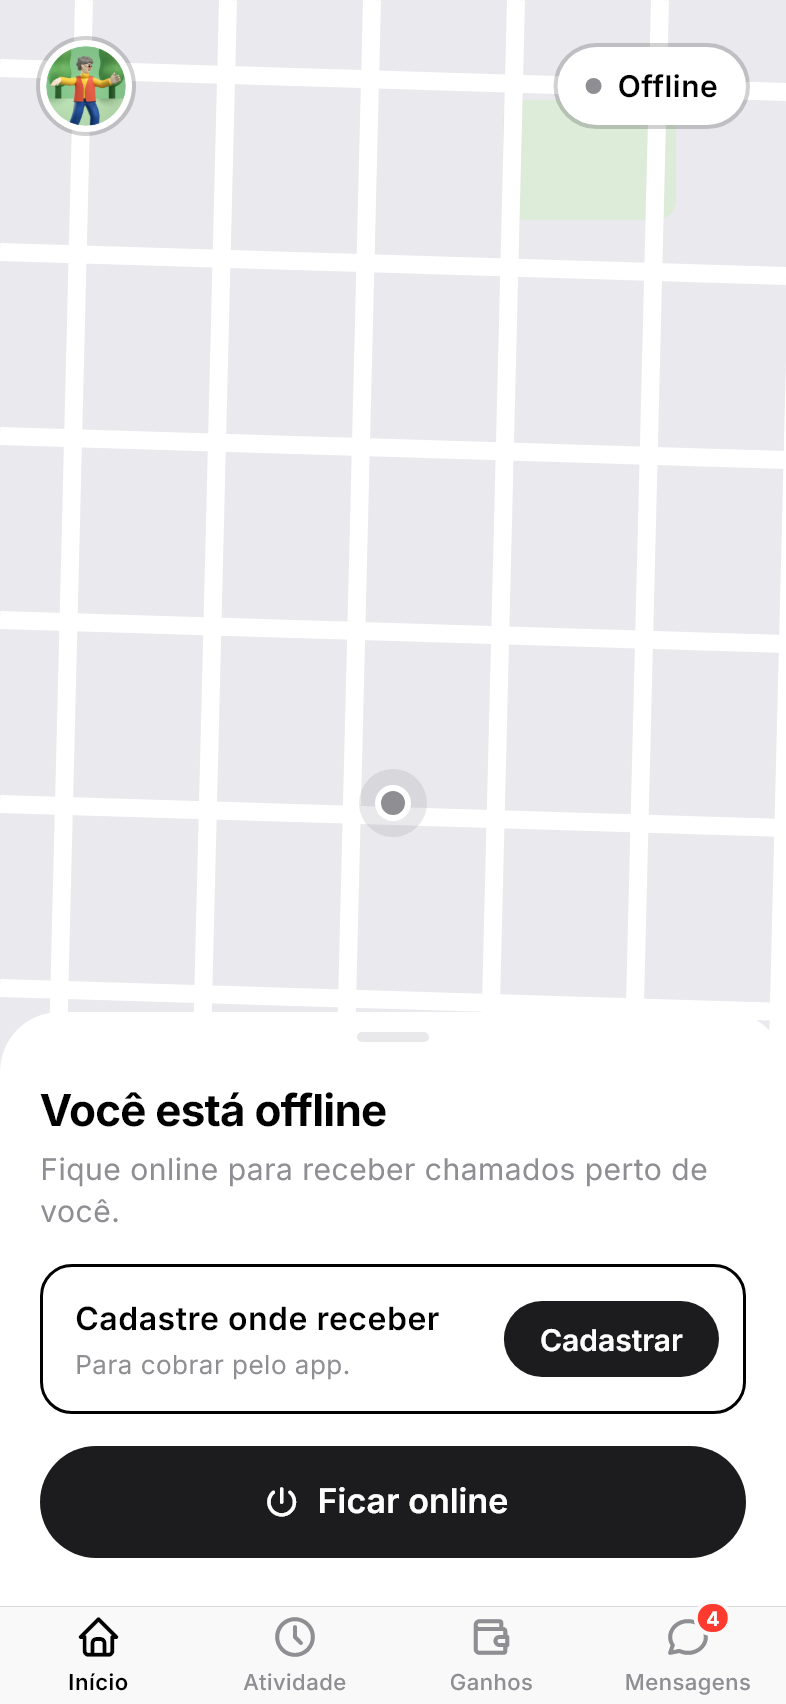 Offline
Você está offline
Fique online para receber chamados perto de
você.
Cadastre onde receber
Para cobrar pelo app.
Cadastrar
Ficar online
4
Início
Atividade
Ganhos
Mensagens